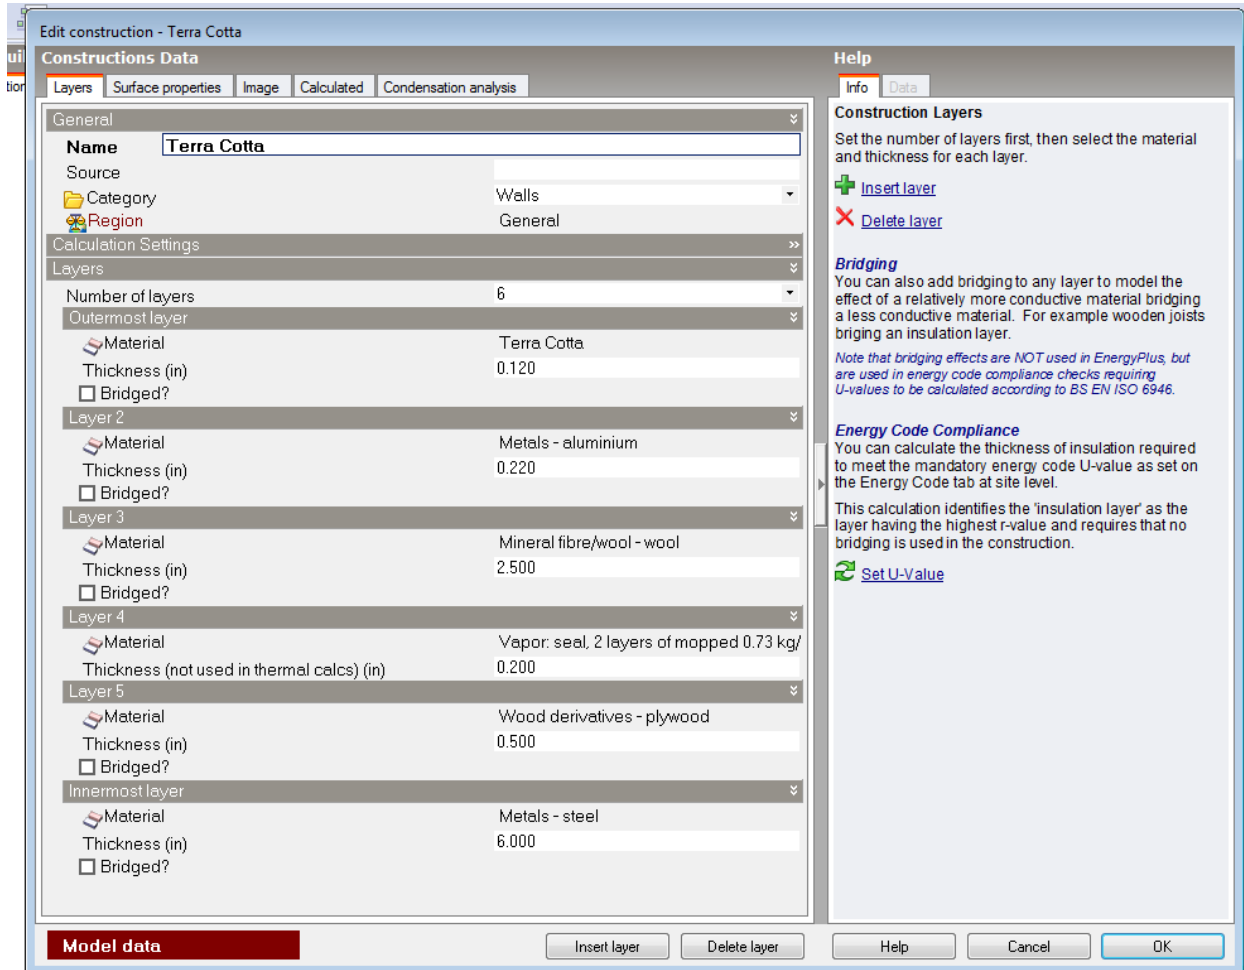 Edit construction - Terra Cotta
Constructions Data
Layers Surface properties Image Calculated Condensation analysis
General
Name Terra Cotta
Source
Category Walls
Region General
Calculation Settings
Layers
Number of layers 6
Outermost layer
Material Terra Cotta
Thickness (in) 0.120
Bridged?
Layer 2
Material Metals - aluminium
Thickness (in) 0.220
Bridged?
Layer 3
Material Mineral fibre/wool - wool
Thickness (in) 2.500
Bridged?
Layer 4
Material Vapor: seal, 2 layers of mopped 0.73 kg/
Thickness (not used in thermal calcs) (in) 0.200
Layer 5
Material Wood derivatives - plywood
Thickness (in) 0.500
Bridged?
Innermost layer
Material Metals - steel
Thickness (in) 6.000
Bridged?
Model data
Insert layer Delete layer
Help
Info Data
Construction Layers
Set the number of layers first, then select the material
and thickness for each layer.
Insert layer
Delete layer
Bridging
You can also add bridging to any layer to model the
effect of a relatively more conductive material bridging
a less conductive material. For example wooden joists
briging an insulation layer.
Note that bridging effects are NOT used in EnergyPlus, but
are used in energy code compliance checks requiring
U-values to be calculated according to BS EN ISO 6946.
Energy Code Compliance
You can calculate the thickness of insulation required
to meet the mandatory energy code U-value as set on
the Energy Code tab at site level.
This calculation identifies the 'insulation layer' as the
layer having the highest r-value and requires that no
bridging is used in the construction.
Set U-Value
Help Cancel OK